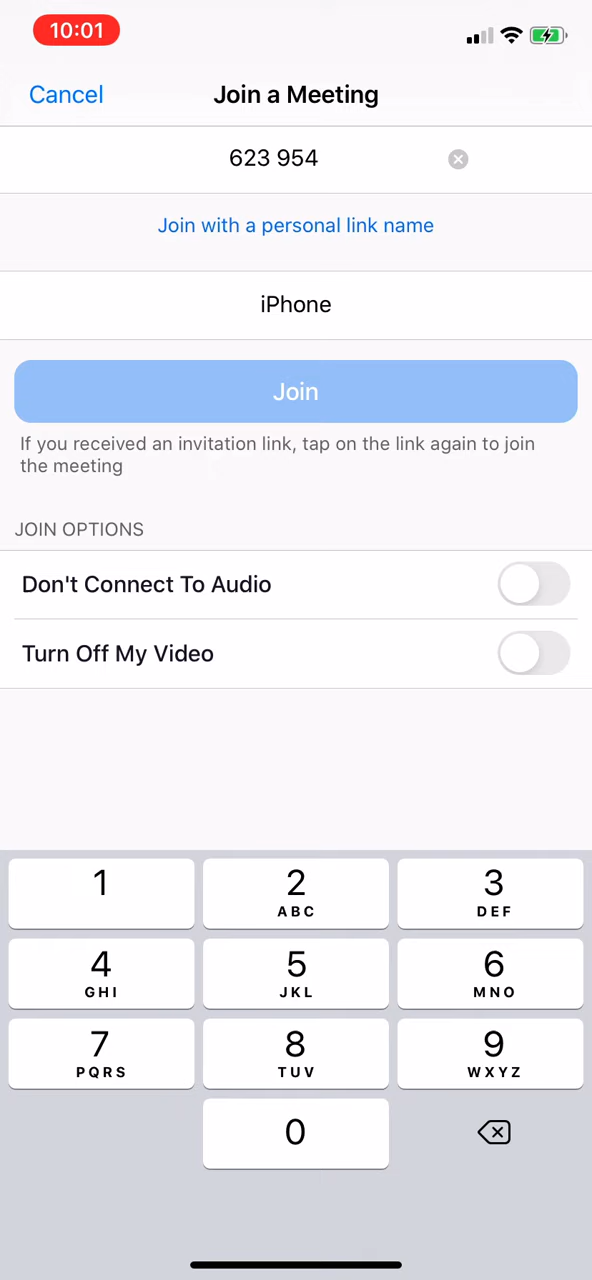 10:01
Cancel
Join a Meeting
623 954
Join with a personal link name
iPhone
Join
If you received an invitation link, tap on the link again to join
the meeting
JOIN OPTIONS
Don't Connect To Audio
Turn Off My Video
1
2
ABC
3
DEF
4
GHI
5
JKL
6
MNO
7
PQRS
8
TUV
9
WXYZ
0